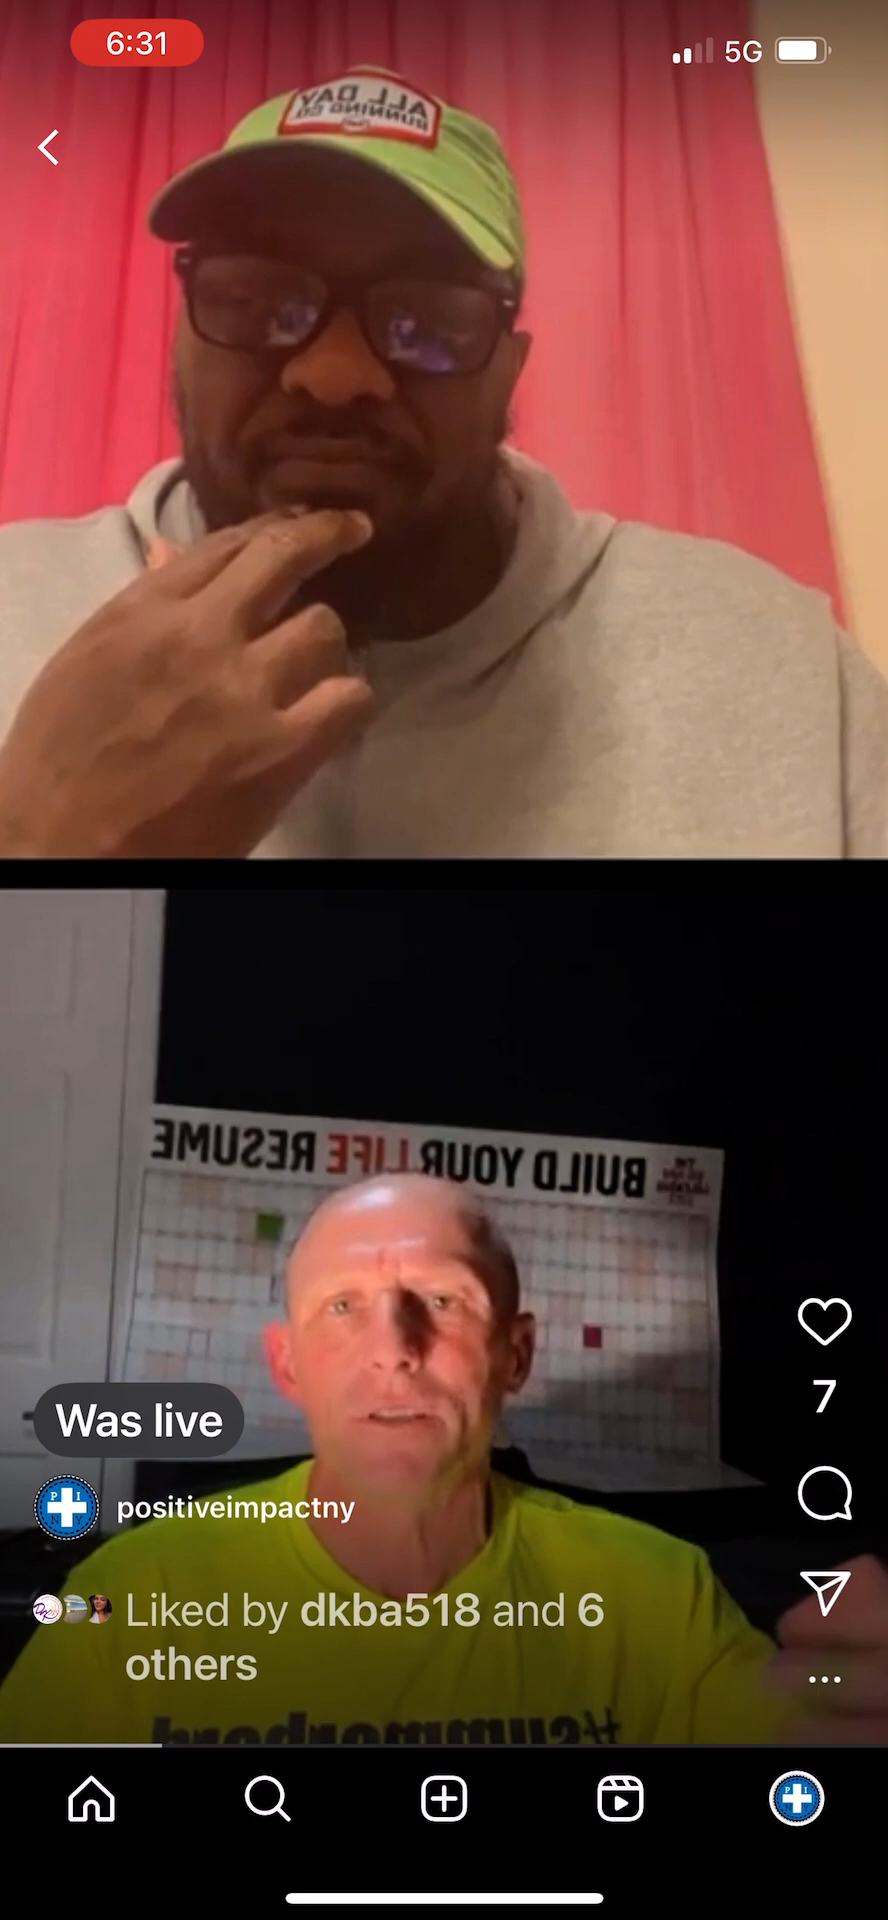 6:31
5G
ALL DAY
RUNNING CO
BUILD YOUR LIFE RESUME
Was live
positiveimpactny
Liked by dkba518 and 6
others
7